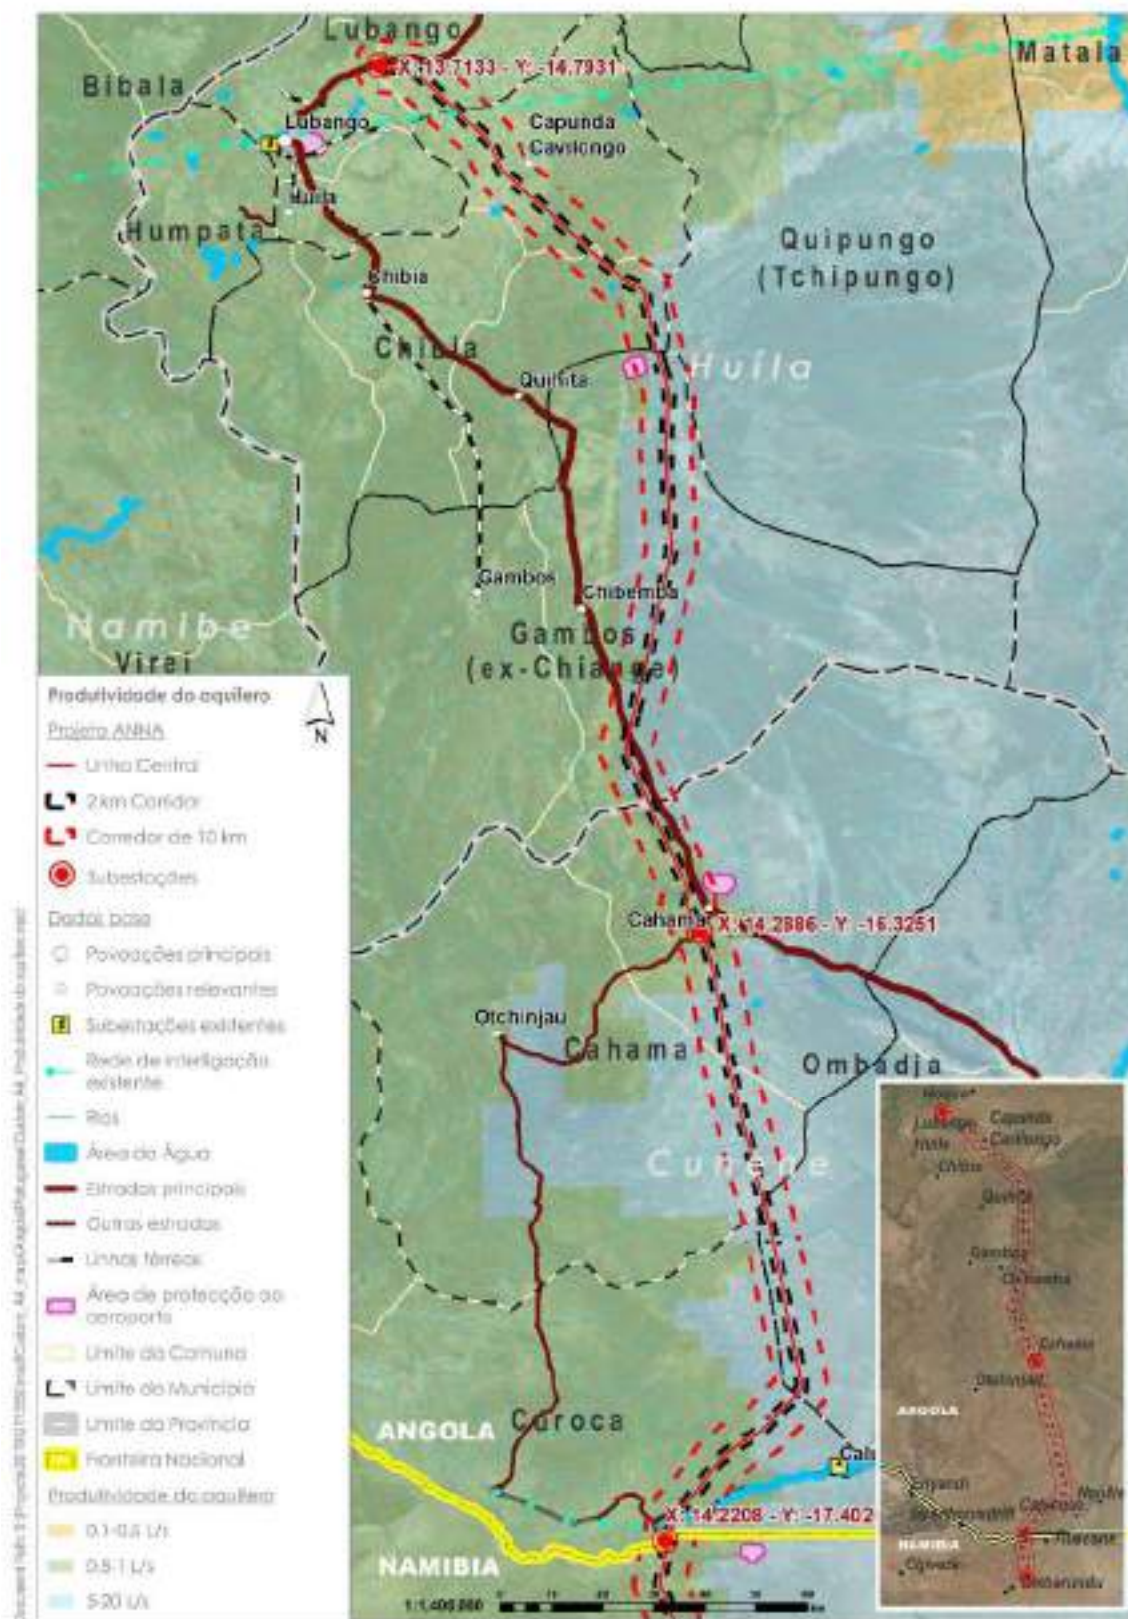 Lubango
Matala
X: 13.7133 - Y: -14.7931
Bibala
Lubango
Capunda
Cavilongo
Huila
Humpata
Quipungo
(Tchipungo)
Chibia
Chibia
Quihita
Huíla
Gambos
Chibemba
Namibe
Virei
Gambos
(ex-Chiange)
Produtividade do aquífero
Projeto ANNA
Linha Central
2km Corridor
Corredor de 10 km
Subestações
Dados base
Povoações principais
Povoações relevantes
Subestações existentes
Rede de interligação
existente
Rios
Área da Água
Estradas principais
Outras estradas
Linhas férreas
Área de protecção ao
aeroporto
Limite da Comuna
Limite do Município
Limite da Província
Fronteira Nacional
Produtividade do aquífero
0.1-0.5 L/s
0.5-1 L/s
5-20 L/s
N
Cahama
X: 14.2886 - Y: -16.3251
Otchinjau
Cahama
Ombadja
Cunene
Curoca
ANGOLA
NAMIBIA
X: 14.2208 - Y: -17.402
1:1,400,000
Lubango
Capunda
Cavilongo
Chibia
Quihita
Gambos
Chibemba
Cahama
Otchinjau
ANGOLA
NAMIBIA
Ruacana